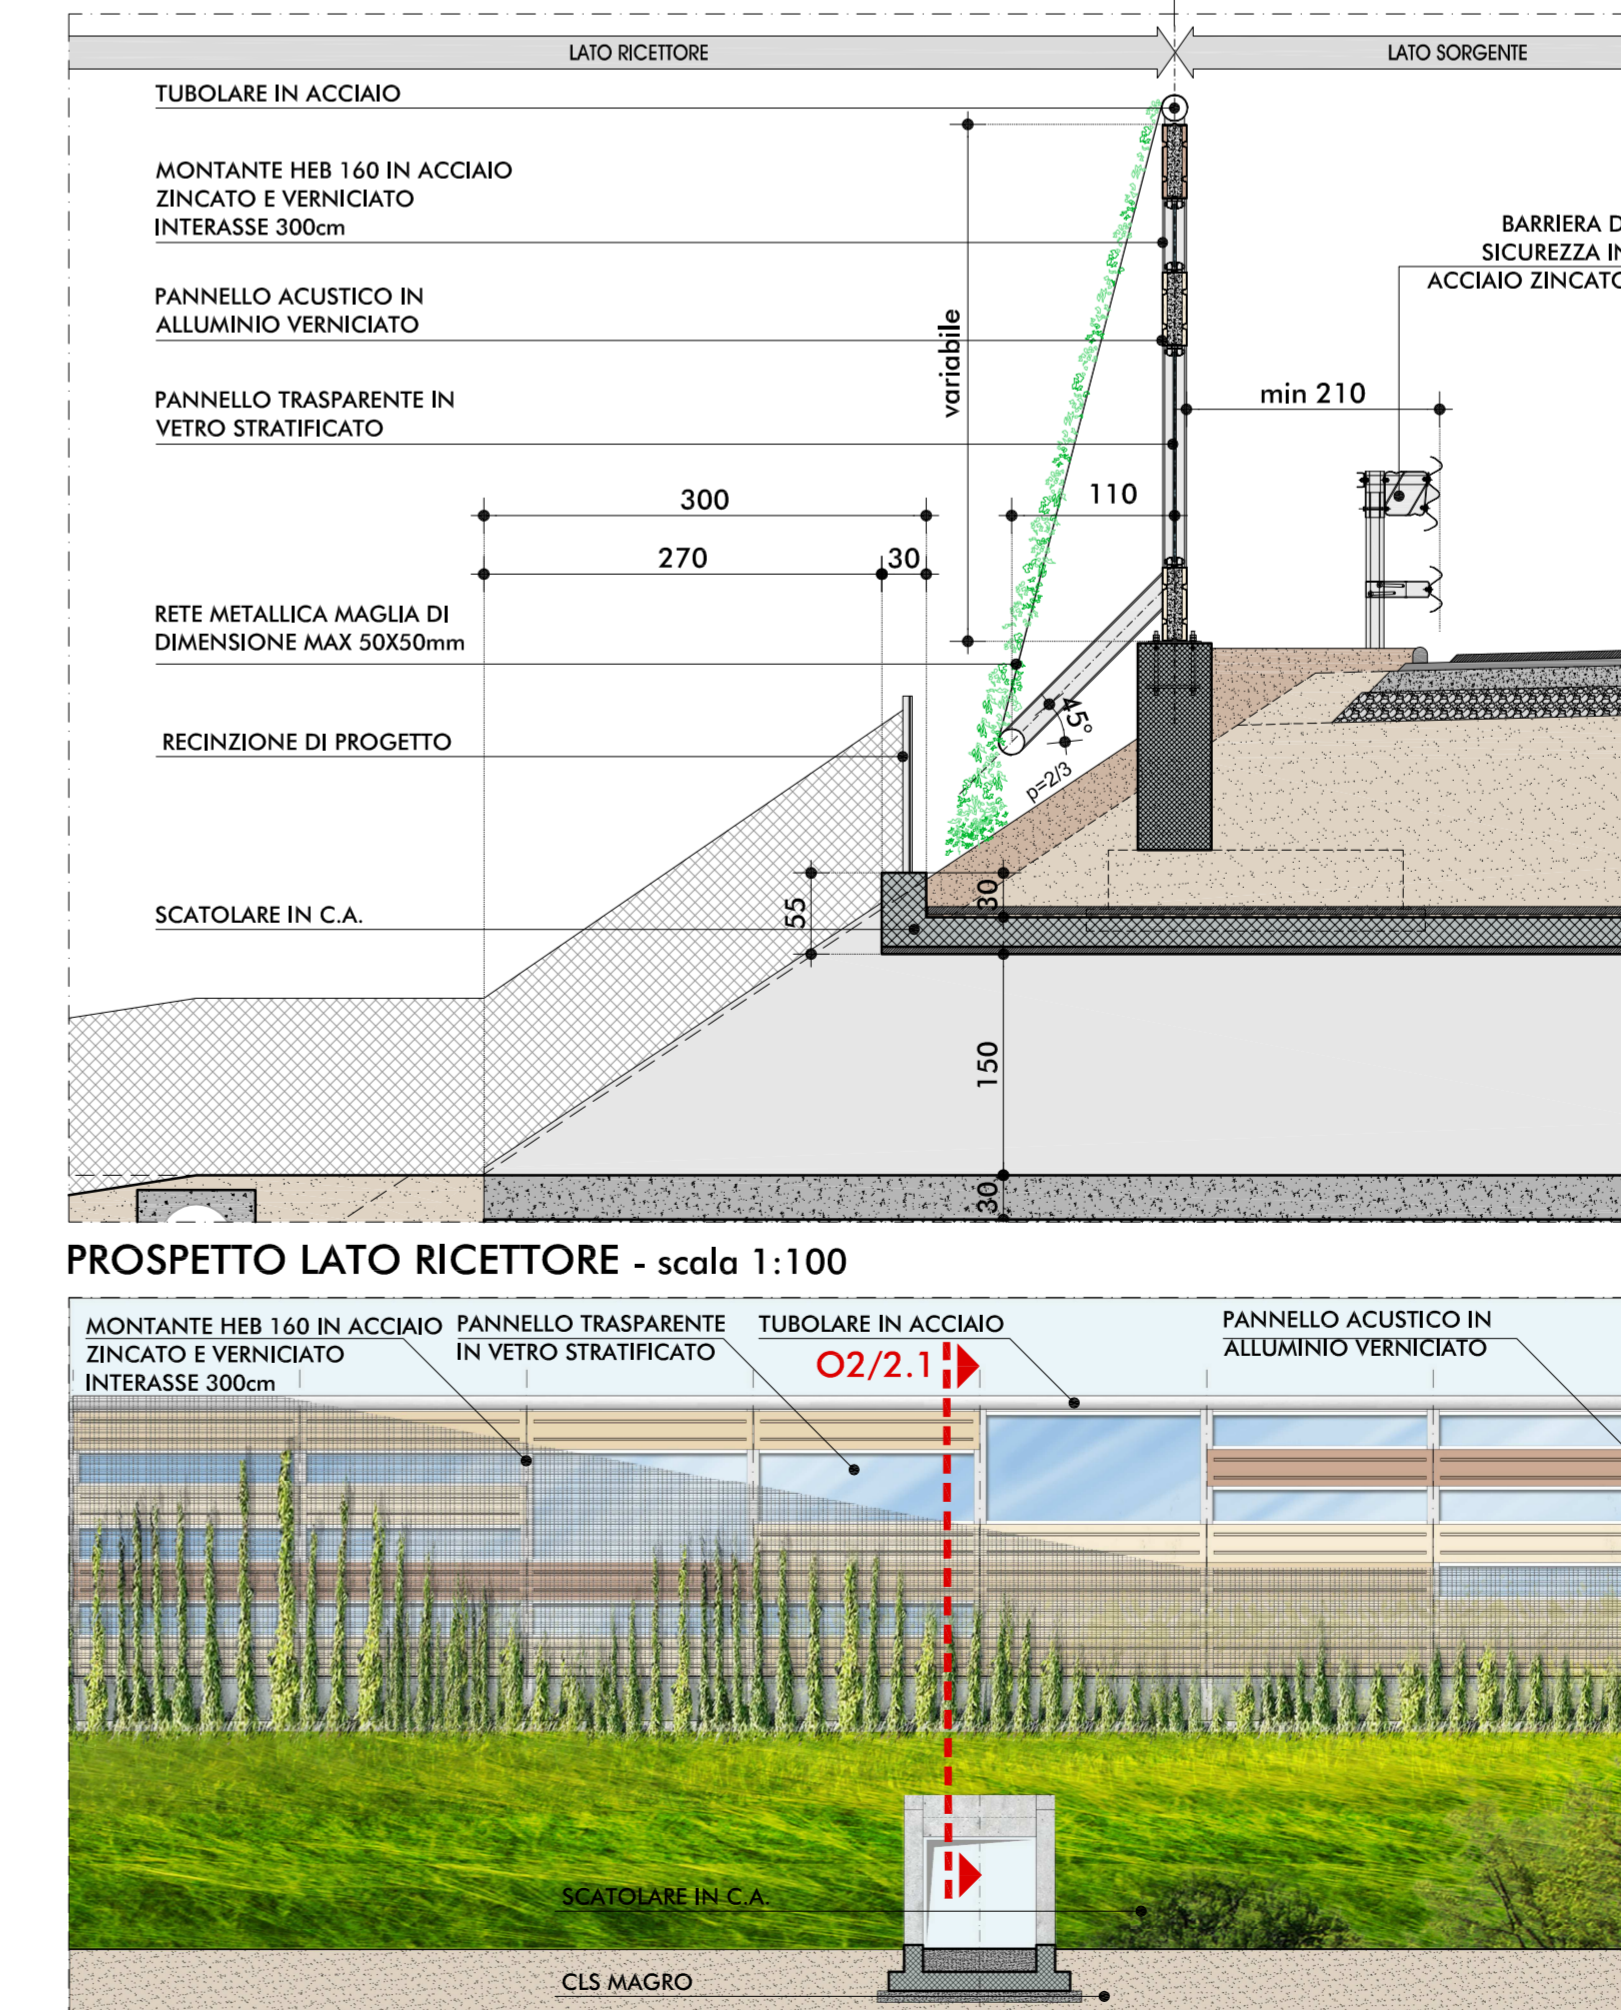 LATO RICETTORE
LATO SORGENTE
TUBOLARE IN ACCIAIO
MONTANTE HEB 160 IN ACCIAIO
ZINCATO E VERNICIATO
INTERASSE 300cm
BARRIERA D
SICUREZZA IN
ACCIAIO ZINCATO
PANNELLO ACUSTICO IN
ALLUMINIO VERNICIATO
variabile
PANNELLO TRASPARENTE IN
VETRO STRATIFICATO
min 210
300
110
270
30
RETE METALLICA MAGLIA DI
DIMENSIONE MAX 50X50mm
45°
RECINZIONE DI PROGETTO
p=2/3
SCATOLARE IN C.A.
55
30
150
30
PROSPETTO LATO RICETTORE - scala 1:100
MONTANTE HEB 160 IN ACCIAIO
ZINCATO E VERNICIATO
INTERASSE 300cm
PANNELLO TRASPARENTE
IN VETRO STRATIFICATO
TUBOLARE IN ACCIAIO
O2/2.1
PANNELLO ACUSTICO IN
ALLUMINIO VERNICIATO
SCATOLARE IN C.A.
CLS MAGRO